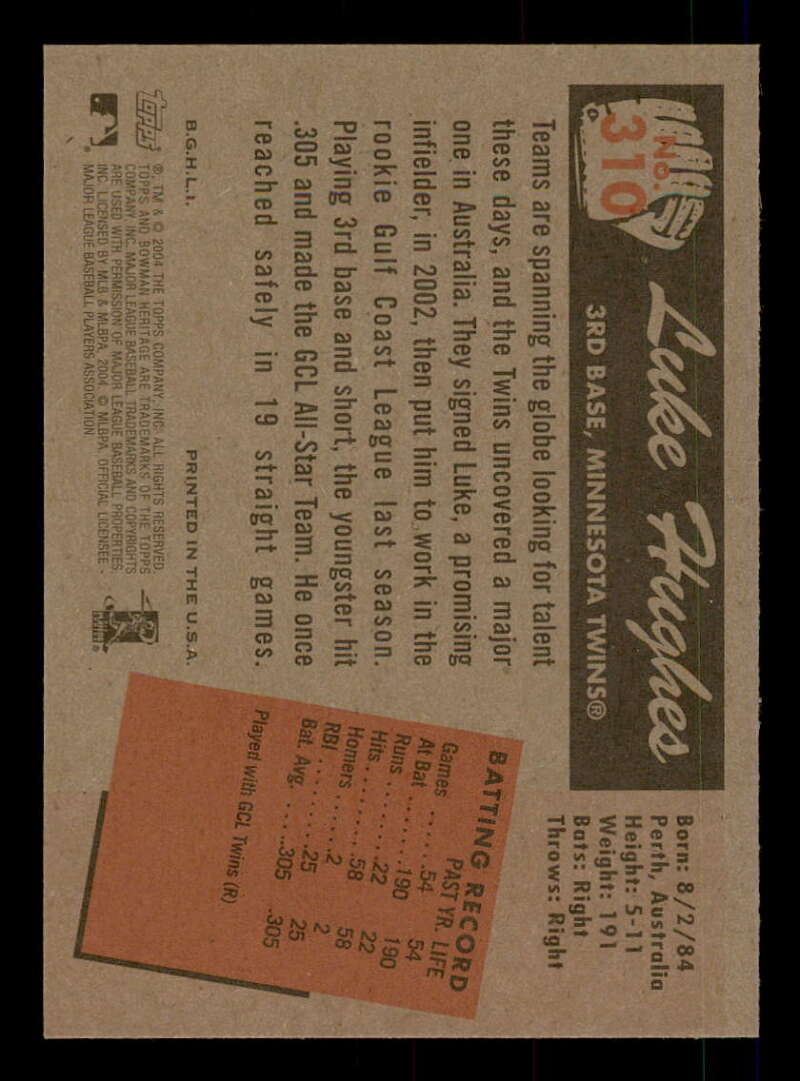 No.
310
Luke Hughes
3RD BASE, MINNESOTA TWINS®
Born: 8/2/84
Perth, Australia
Height: 5-11
Weight: 191
Bats: Right
Throws: Right
Teams are spanning the globe looking for talent
these days, and the Twins uncovered a major
one in Australia. They signed Luke, a promising
infielder, in 2002, then put him to work in the
rookie Gulf Coast League last season.
Playing 3rd base and short, the youngster hit
.305 and made the GCL All-Star Team. He once
reached safely in 19 straight games.
BATTING RECORD
PAST YR. LIFE
Games ......54 54
At Bat .......190 190
Runs ........22 22
Hits........58 58
Homers......2 2
RBI ........25 25
Bat. Avg. ....305 .305
Played with GCL Twins (R)
B.G.H.L.I. PRINTED IN THE U.S.A.
Topps
®, TM & © 2004 THE TOPPS COMPANY, INC. ALL RIGHTS RESERVED.
TOPPS AND BOWMAN HERITAGE ARE TRADEMARKS OF THE TOPPS
COMPANY, INC. MAJOR LEAGUE BASEBALL TRADEMARKS AND COPYRIGHTS
ARE USED WITH PERMISSION OF MAJOR LEAGUE BASEBALL PROPERTIES,
INC. LICENSED BY MLB & MLBPA, 2004. © MLBPA, OFFICIAL LICENSEE -
MAJOR LEAGUE BASEBALL PLAYERS ASSOCIATION